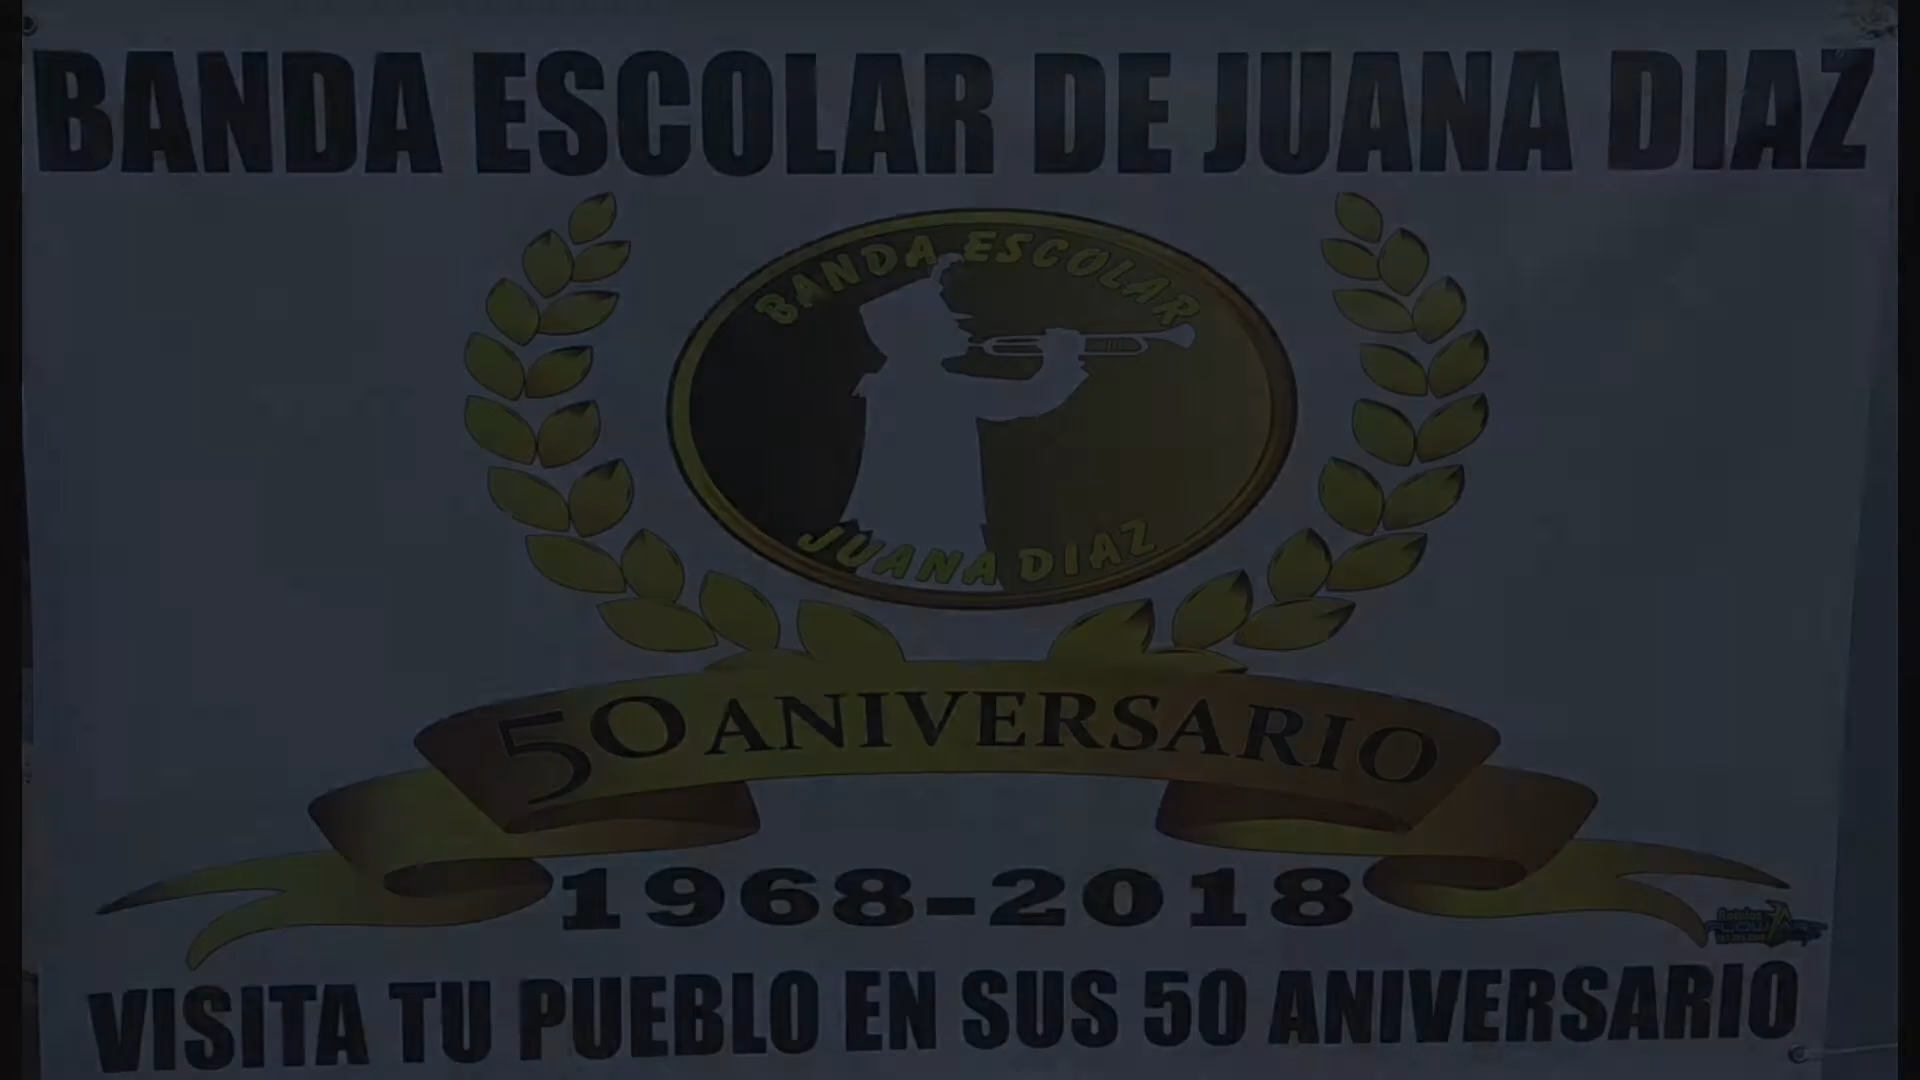 BANDA ESCOLAR DE JUANA DIAZ
BANDA ESCOLAR
JUANA DIAZ
50 ANIVERSARIO
1968-2018
VISITA TU PUEBLO EN SUS 50 ANIVERSARIO